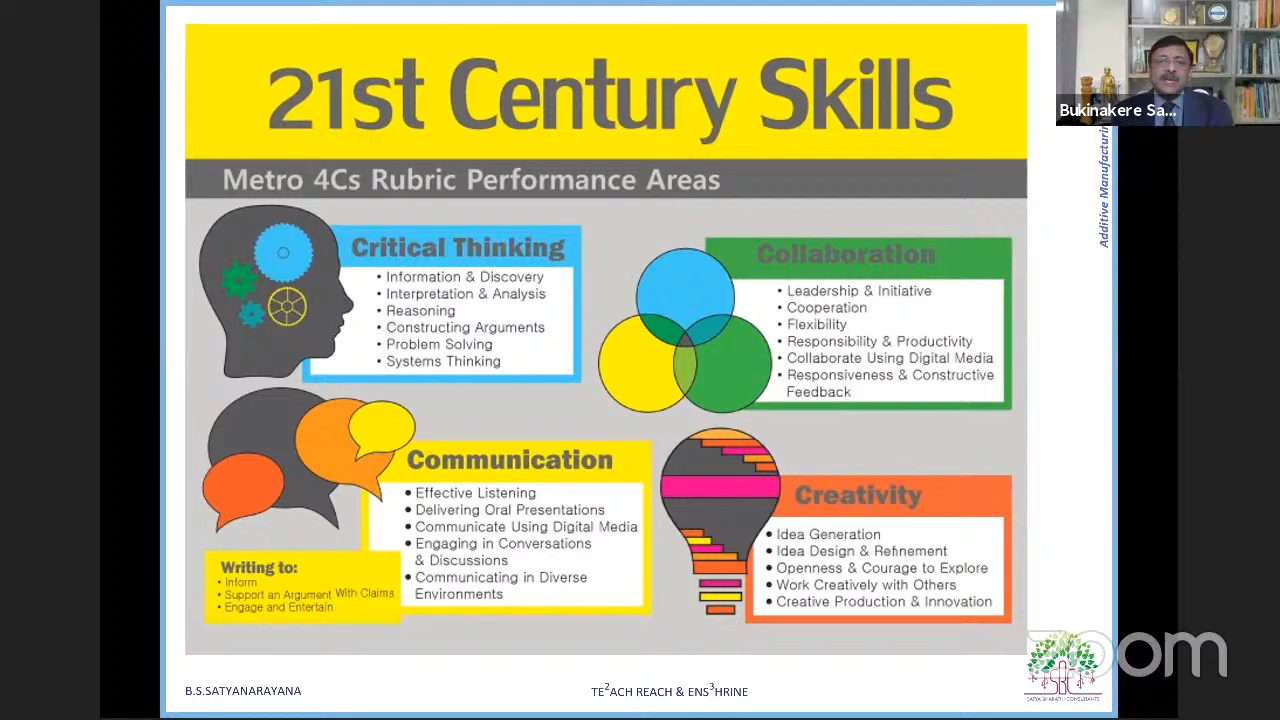 21st Century Skills
Metro 4Cs Rubric Performance Areas
Critical Thinking
• Information & Discovery
• Interpretation & Analysis
• Reasoning
• Constructing Arguments
• Problem Solving
• Systems Thinking
Collaboration
• Leadership & Initiative
• Cooperation
• Flexibility
• Responsibility & Productivity
• Collaborate Using Digital Media
• Responsiveness & Constructive
Feedback
Communication
• Effective Listening
• Delivering Oral Presentations
• Communicate Using Digital Media
• Engaging in Conversations
& Discussions
• Communicating in Diverse
Environments
Writing to:
• Inform
• Support an Argument With Claims
• Engage and Entertain
Creativity
• Idea Generation
• Idea Design & Refinement
• Openness & Courage to Explore
• Work Creatively with Others
• Creative Production & Innovation
Bukinakere Sa...
Additive Manufacturin
zoom
SATYA BHARATHI CONSULTANTS
B.S.SATYANARAYANA
TE²ACH REACH & ENS³HRINE